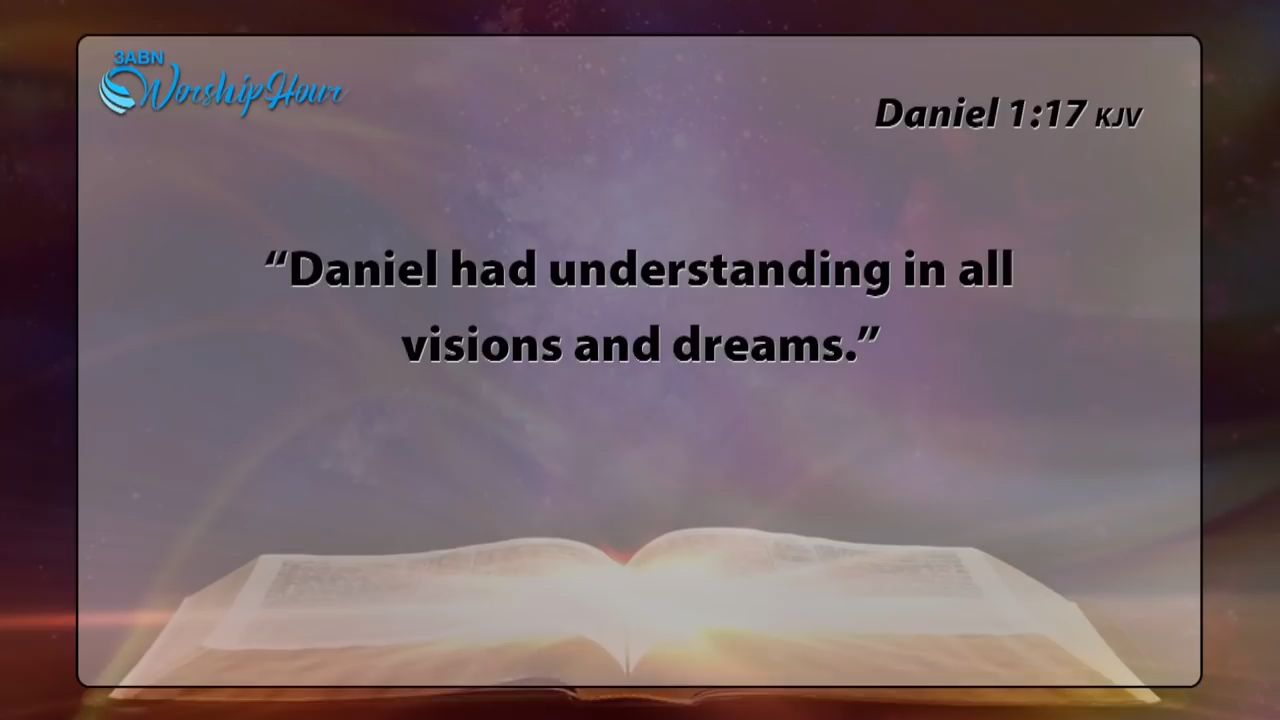 3ABN
Worship Hour
Daniel 1:17 KJV
“Daniel had understanding in all
visions and dreams.”